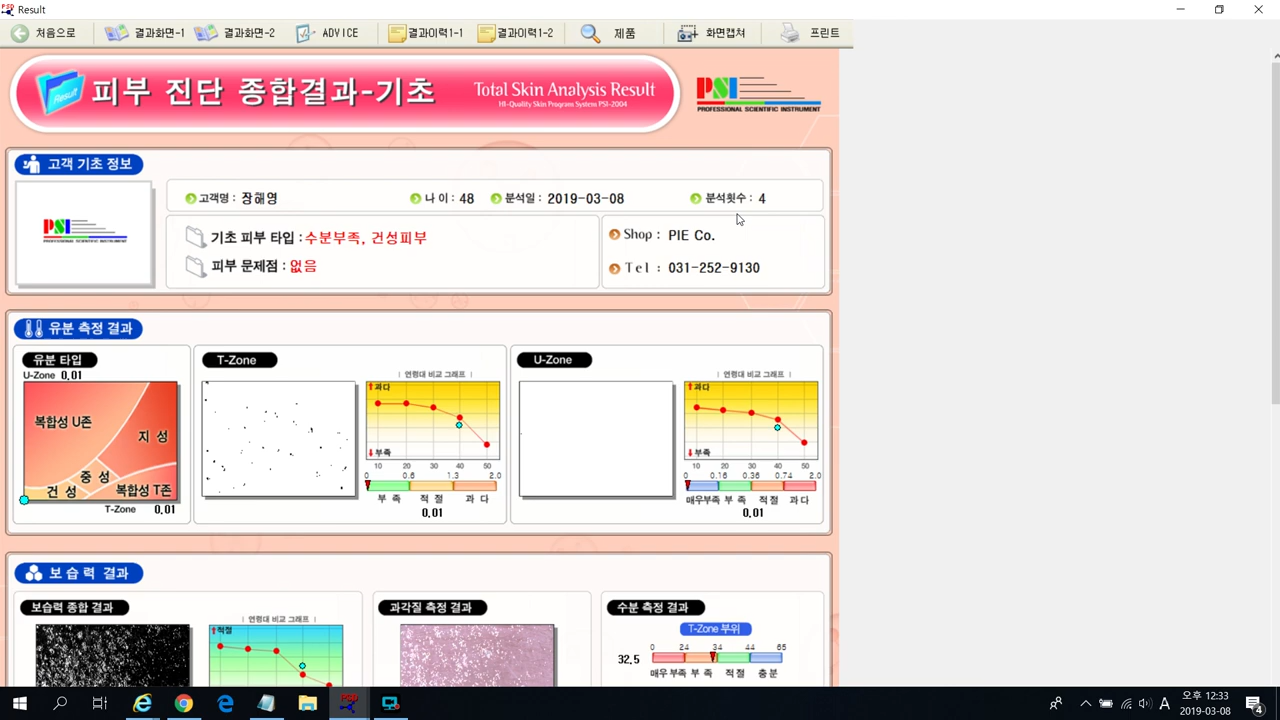 Result
처음으로 결과화면-1 결과화면-2 ADVICE 결과이력1-1 결과이력1-2 제품 화면캡쳐 프린트
Result 피부 진단 종합결과-기초 Total Skin Analysis Result
Hi-Quality Skin Programs System PSI-2004
PSI
PROFESSIONAL SCIENTIFIC INSTRUMENT
고객 기초 정보
고객명 : 장해영 나 이 : 48 분석일 : 2019-03-08 분석횟수 : 4
PSI
기초 피부 타입 : 수분부족, 건성피부
피부 문제점 : 없음
Shop : PIE Co.
Tel : 031-252-9130
유분 측정 결과
유분 타입
U-Zone 0.01
복합성 U존
지 성
중 성
건 성
복합성 T존
T-Zone 0.01
T-Zone
| 연령대 비교 그래프 |
과다
부족
10 20 30 40 50
0 0.6 1.3 2.0
부 족 적 절 과 다
0.01
U-Zone
| 연령대 비교 그래프 |
과다
부족
10 20 30 40 50
0 0.16 0.36 0.74 2.0
매우부족 부 족 적절 과다
0.01
보 습 력 결과
보습력 종합 결과
| 연령대 비교 그래프 |
적절
과각질 측정 결과
수분 측정 결과
T-Zone 부위
0 24 34 44 65
32.5
매우 부족 부 족 적절 충 분
PSD
A
오후 12:33
2019-03-08
4